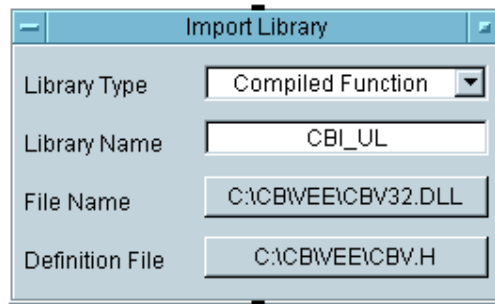 Import Library
Library Type Compiled Function
Library Name CBI_UL
File Name C:\CB\VEE\CBV32.DLL
Definition File C:\CB\VEE\CBV.H